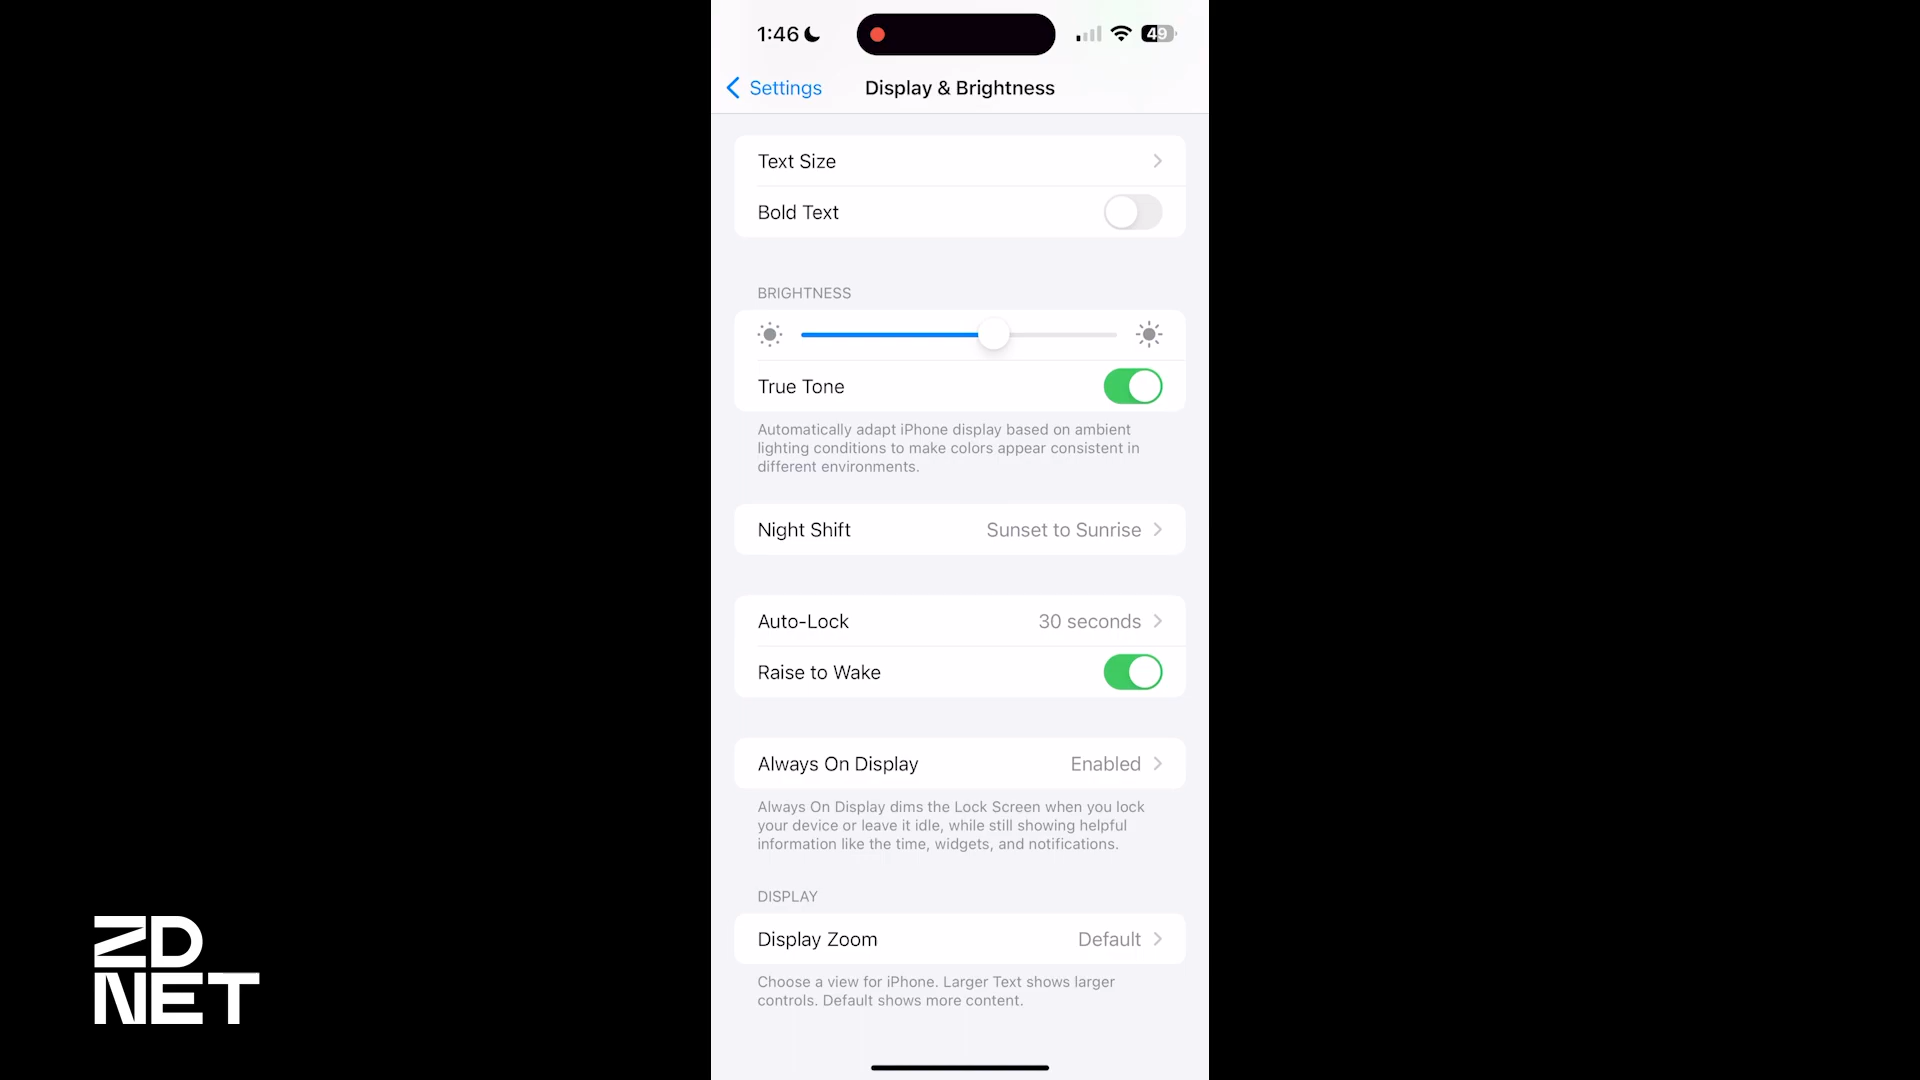 1:46
49
Settings
Display & Brightness
Text Size
Bold Text
BRIGHTNESS
True Tone
Automatically adapt iPhone display based on ambient
lighting conditions to make colors appear consistent in
different environments.
Night Shift Sunset to Sunrise
Auto-Lock 30 seconds
Raise to Wake
Always On Display Enabled
Always On Display dims the Lock Screen when you lock
your device or leave it idle, while still showing helpful
information like the time, widgets, and notifications.
DISPLAY
Display Zoom Default
Choose a view for iPhone. Larger Text shows larger
controls. Default shows more content.
ZD
NET